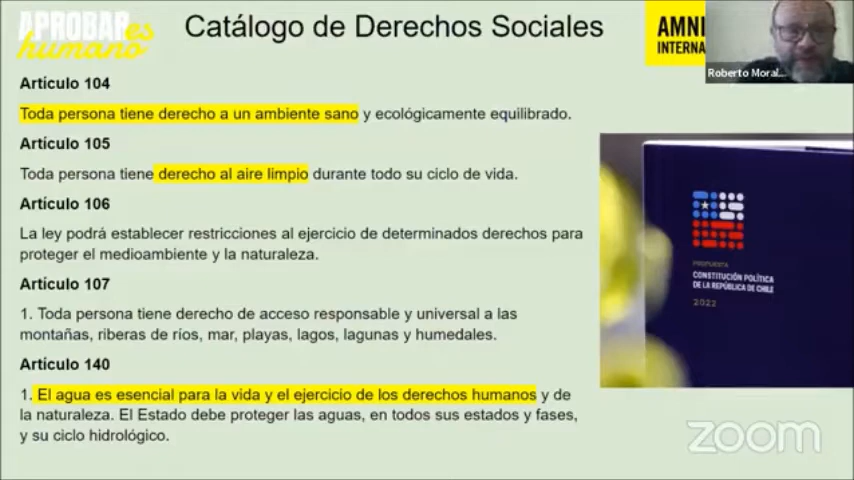 APROBAR es
humano
Catálogo de Derechos Sociales
AMNI
INTERNA
Roberto Moral...
Artículo 104
Toda persona tiene derecho a un ambiente sano y ecológicamente equilibrado.
Artículo 105
Toda persona tiene derecho al aire limpio durante todo su ciclo de vida.
Artículo 106
La ley podrá establecer restricciones al ejercicio de determinados derechos para
proteger el medioambiente y la naturaleza.
Artículo 107
1. Toda persona tiene derecho de acceso responsable y universal a las
montañas, riberas de ríos, mar, playas, lagos, lagunas y humedales.
Artículo 140
1. El agua es esencial para la vida y el ejercicio de los derechos humanos y de
la naturaleza. El Estado debe proteger las aguas, en todos sus estados y fases,
y su ciclo hidrológico.
PROPUESTA
CONSTITUCIÓN POLÍTICA
DE LA REPÚBLICA DE CHILE
2022
zoom